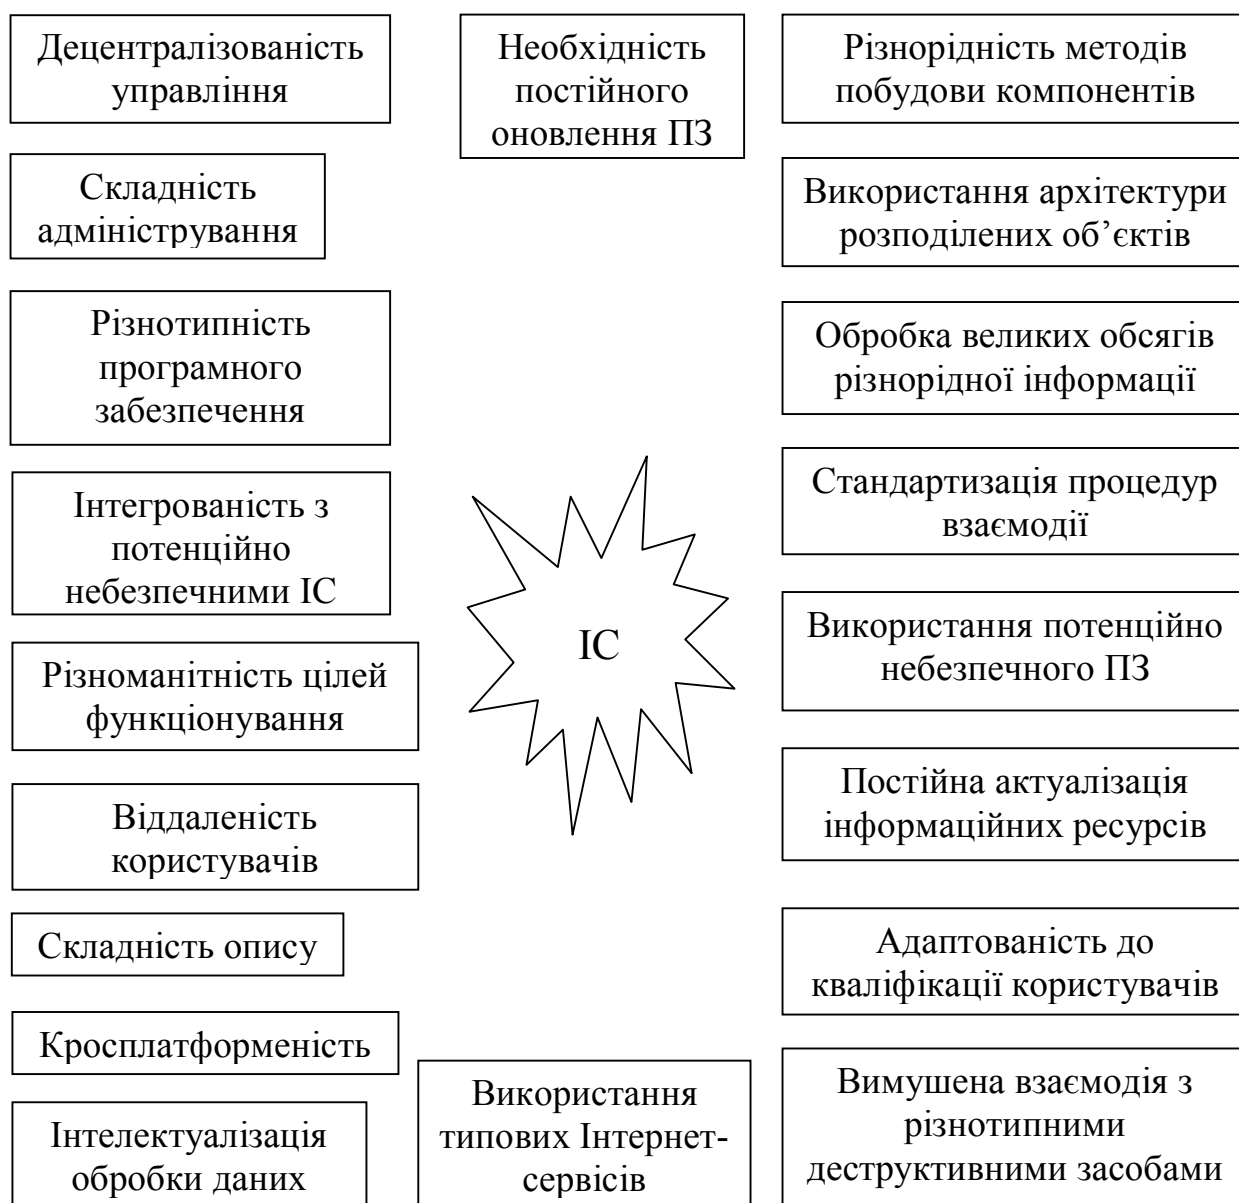 Децентралізованість
управління
Складність
адміністрування
Різнотипність
програмного
забезпечення
Інтегрованість з
потенційно
небезпечними ІС
Різноманітність цілей
функціонування
Віддаленість
користувачів
Складність опису
Кросплатформеність
Інтелектуалізація
обробки даних
Необхідність
постійного
оновлення ПЗ
ІС
Використання
типових Інтернет-
сервісів
Різнорідність методів
побудови компонентів
Використання архітектури
розподілених об’єктів
Обробка великих обсягів
різнорідної інформації
Стандартизація процедур
взаємодії
Використання потенційно
небезпечного ПЗ
Постійна актуалізація
інформаційних ресурсів
Адаптованість до
кваліфікації користувачів
Вимушена взаємодія з
різнотипними
деструктивними засобами